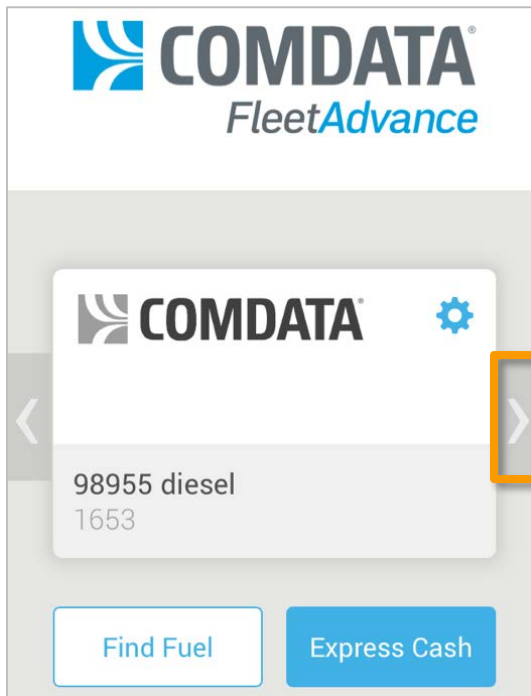 COMDATA®
FleetAdvance
COMDATA®
98955 diesel
1653
Find Fuel
Express Cash